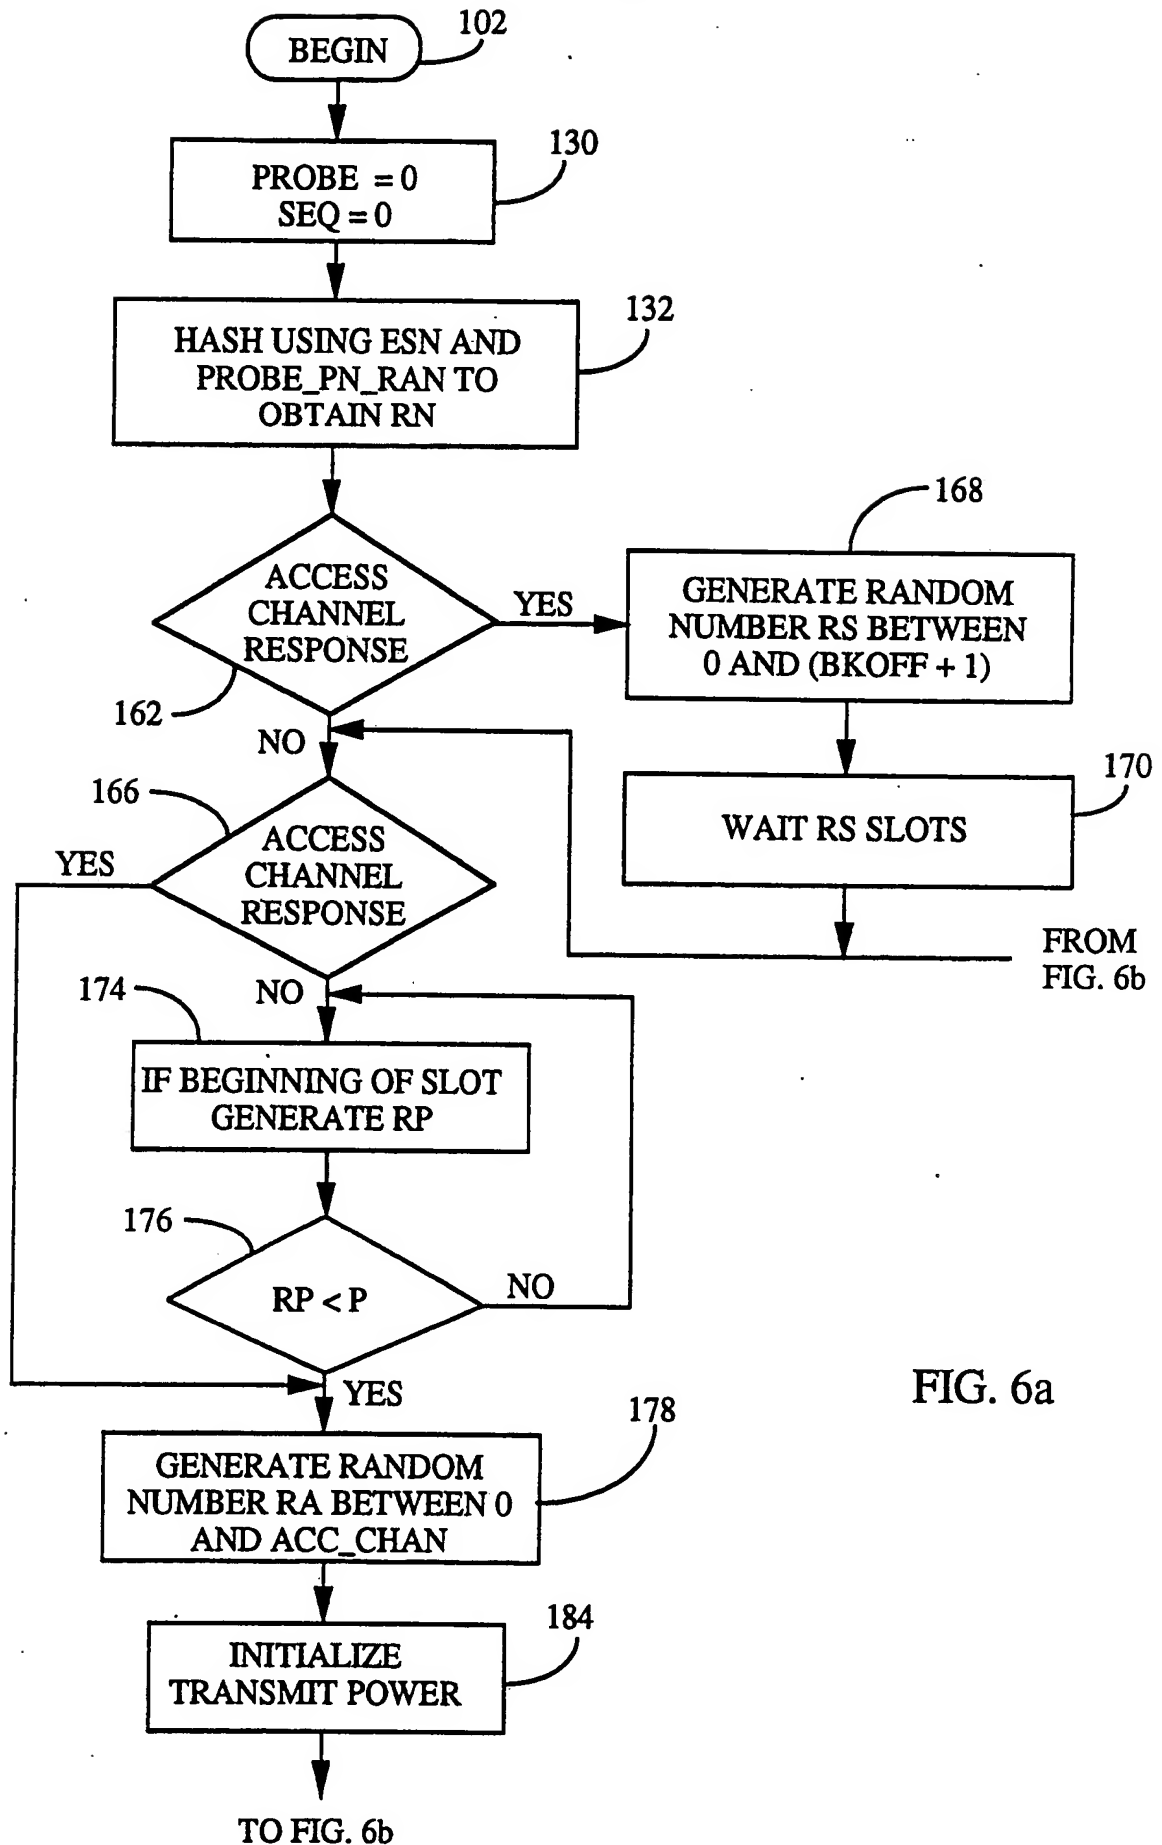 BEGIN
102
130
PROBE = 0
SEQ = 0
132
HASH USING ESN AND
PROBE_PN_RAN TO
OBTAIN RN
168
ACCESS
CHANNEL
RESPONSE
YES
GENERATE RANDOM
NUMBER RS BETWEEN
0 AND (BKOFF + 1)
162
NO
166
170
WAIT RS SLOTS
YES
ACCESS
CHANNEL
RESPONSE
FROM
FIG. 6b
174
NO
IF BEGINNING OF SLOT
GENERATE RP
176
RP < P
NO
YES
FIG. 6a
178
GENERATE RANDOM
NUMBER RA BETWEEN 0
AND ACC_CHAN
184
INITIALIZE
TRANSMIT POWER
TO FIG. 6b